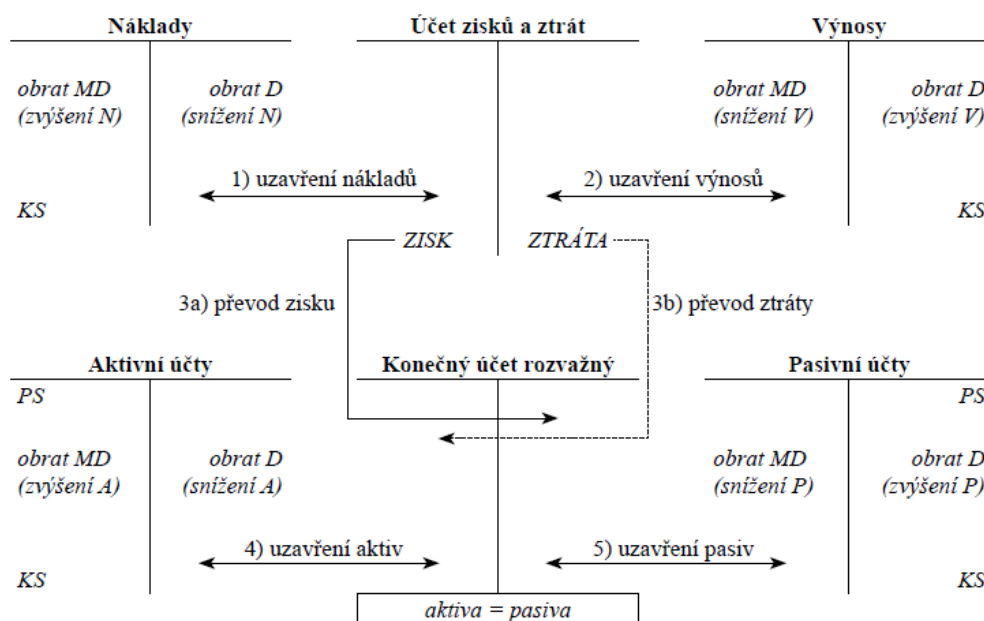 Náklady
Účet zisků a ztrát
Výnosy
obrat MD
(zvýšení N)
obrat D
(snížení N)
obrat MD
(snížení V)
obrat D
(zvýšení V)
1) uzavření nákladů
2) uzavření výnosů
KS
KS
ZISK
ZTRÁTA
3a) převod zisku
3b) převod ztráty
Aktivní účty
Konečný účet rozvažný
Pasivní účty
PS
PS
obrat MD
(zvýšení A)
obrat D
(snížení A)
obrat MD
(snížení P)
obrat D
(zvýšení P)
4) uzavření aktiv
5) uzavření pasiv
KS
KS
aktiva = pasiva